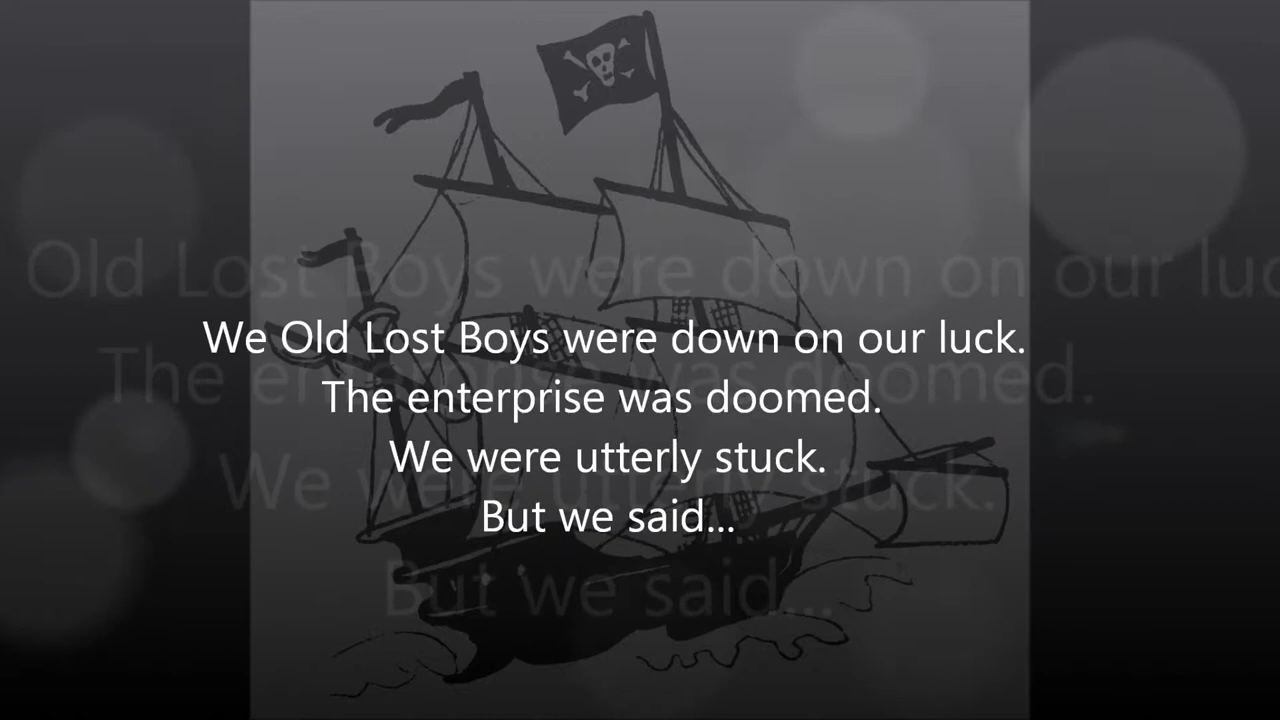 We Old Lost Boys were down on our luck.
The enterprise was doomed.
We were utterly stuck.
But we said...